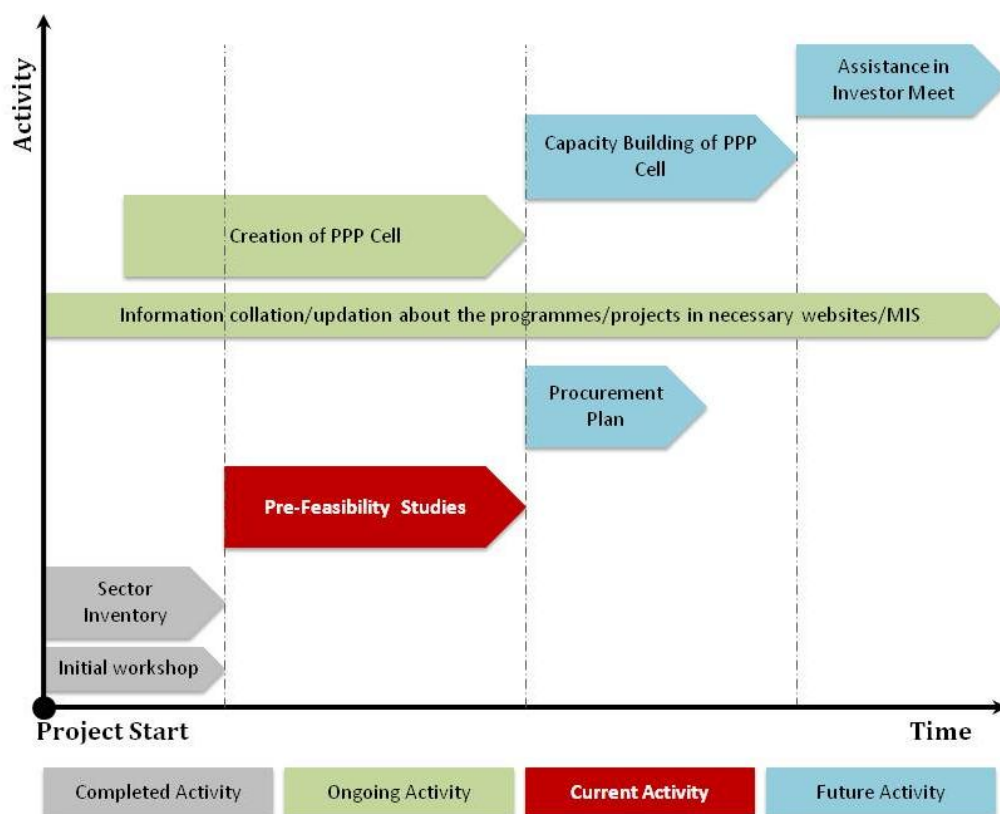 Activity
Assistance in
Investor Meet
Capacity Building of PPP
Cell
Creation of PPP Cell
Information collation/updation about the programmes/projects in necessary websites/MIS
Procurement
Plan
Pre-Feasibility Studies
Sector
Inventory
Initial workshop
Project Start
Time
Completed Activity
Ongoing Activity
Current Activity
Future Activity